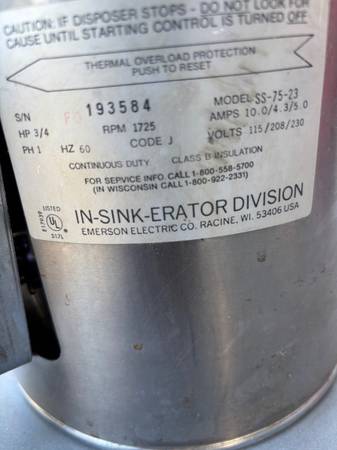 CAUTION: IF DISPOSER STOPS - DO NOT LOOK FOR
CAUSE UNTIL STARTING CONTROL IS TURNED OFF
THERMAL OVERLOAD PROTECTION
PUSH TO RESET
S/N 193584 MODEL SS-75-23
HP 3/4 RPM 1725 AMPS 10.0/4.3/5.0
PH 1 HZ 60 CODE J VOLTS 115/208/230
CONTINUOUS DUTY CLASS B INSULATION
FOR SERVICE INFO CALL 1-800-558-5700
(IN WISCONSIN CALL 1-800-922-2331)
LISTED
UL
517L
IN-SINK-ERATOR DIVISION
EMERSON ELECTRIC CO. RACINE, WI. 53406 USA